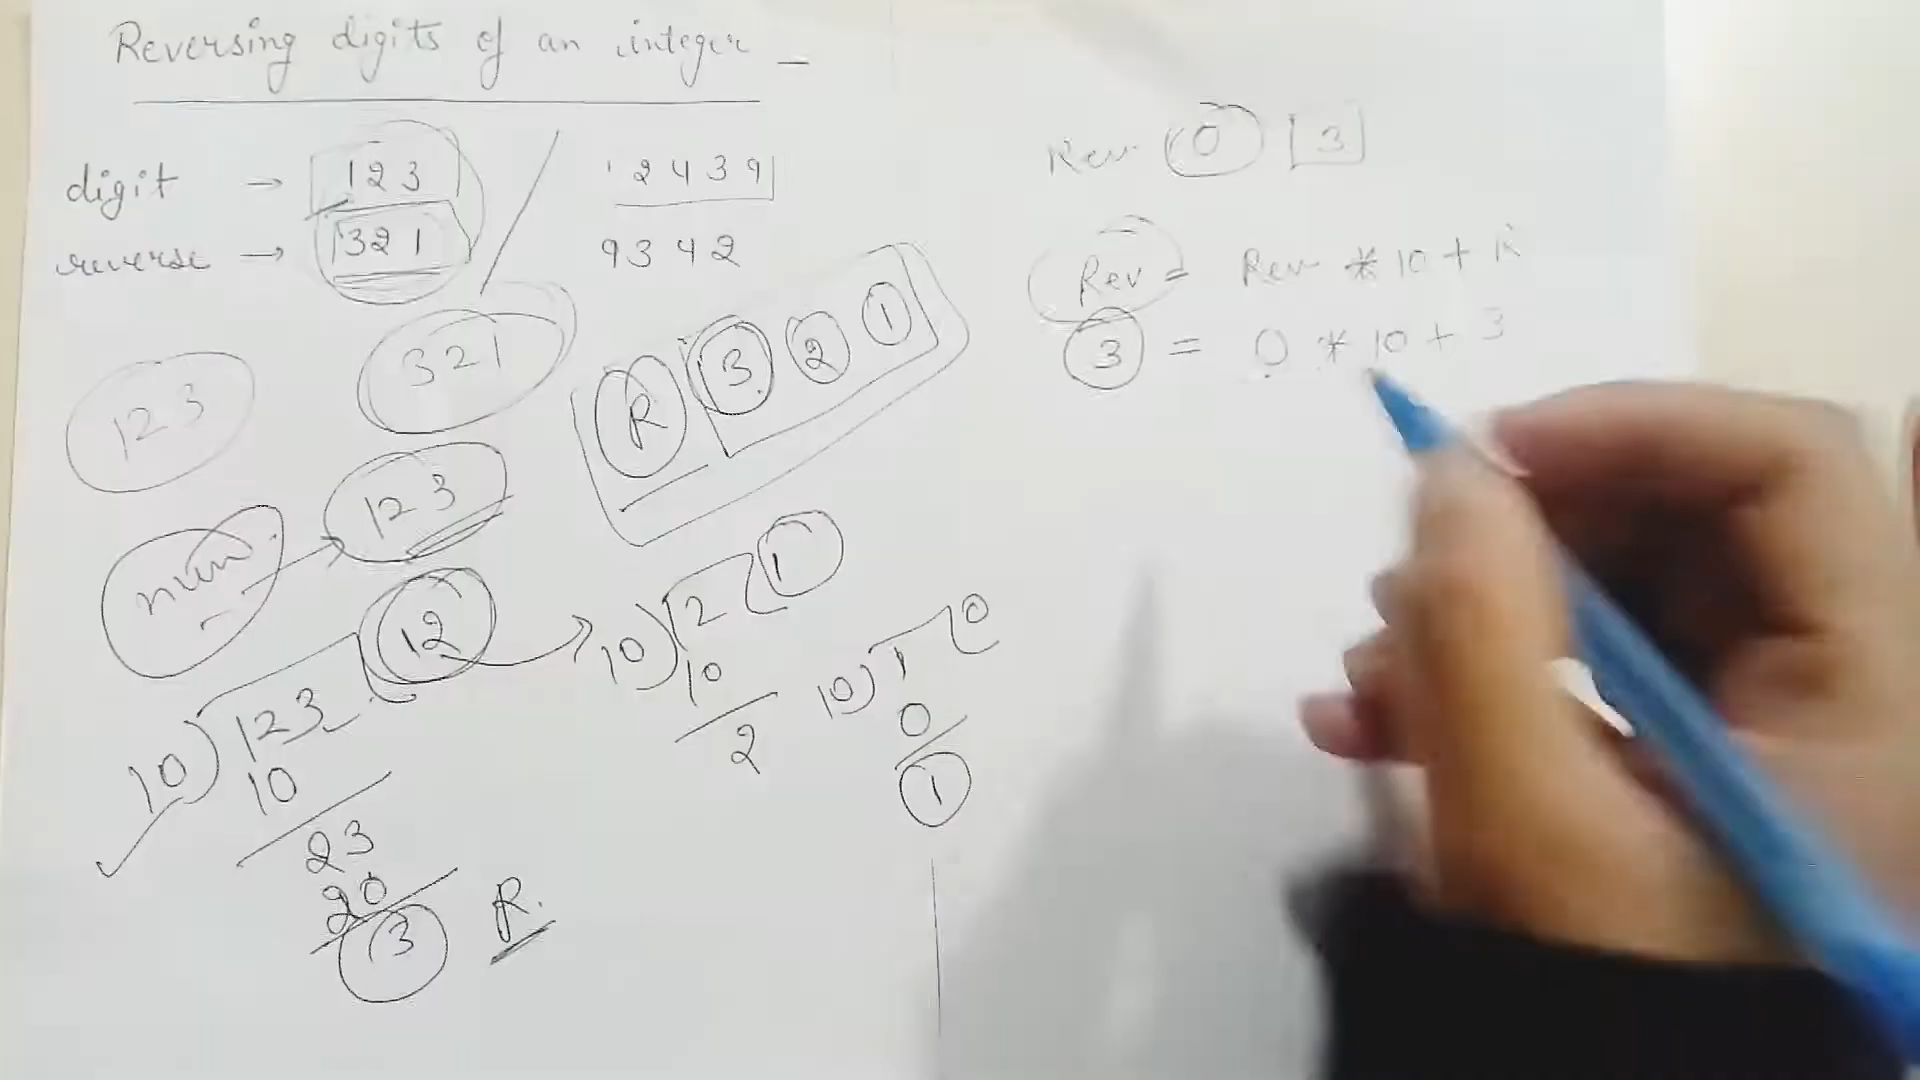 Reversing digits of an integer -
digit → 123
reverse → 321
12439
9342
123
321
R 3 2 1
num → 123
10) 123 (12
10
23
20
3 R.
10) 12 (1
10
2
10) 1 (0
0
1
Rev 0 3
Rev = Rev * 10 + R
3 = 0 * 10 + 3